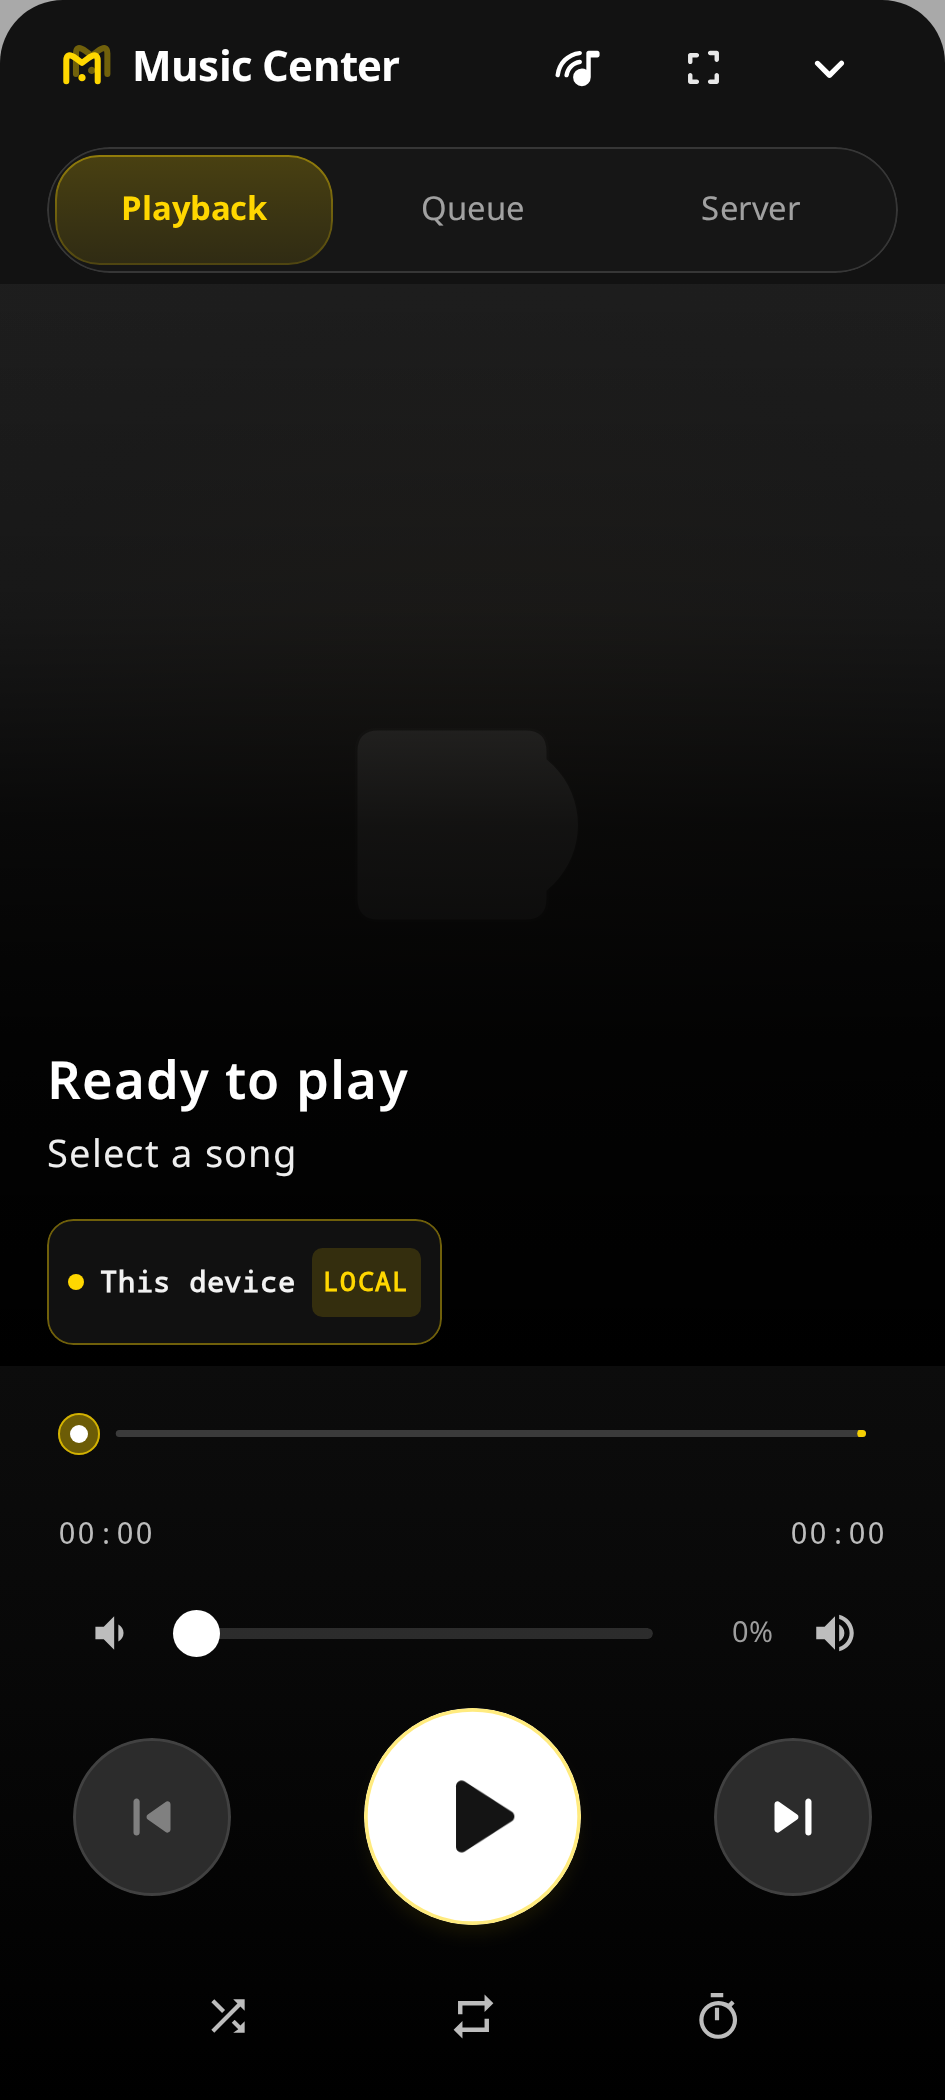 Music Center
Playback
Queue
Server
Ready to play
Select a song
This device LOCAL
00:00
00:00
0%